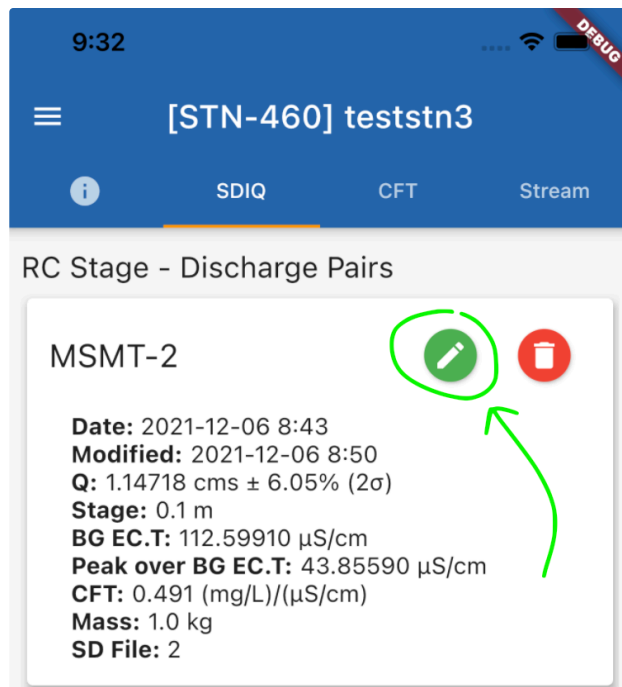 9:32
DEBUG
[STN-460] teststn3
SDIQ CFT Stream
RC Stage - Discharge Pairs
MSMT-2
Date: 2021-12-06 8:43
Modified: 2021-12-06 8:50
Q: 1.14718 cms ± 6.05% (2σ)
Stage: 0.1 m
BG EC.T: 112.59910 µS/cm
Peak over BG EC.T: 43.85590 µS/cm
CFT: 0.491 (mg/L)/(µS/cm)
Mass: 1.0 kg
SD File: 2